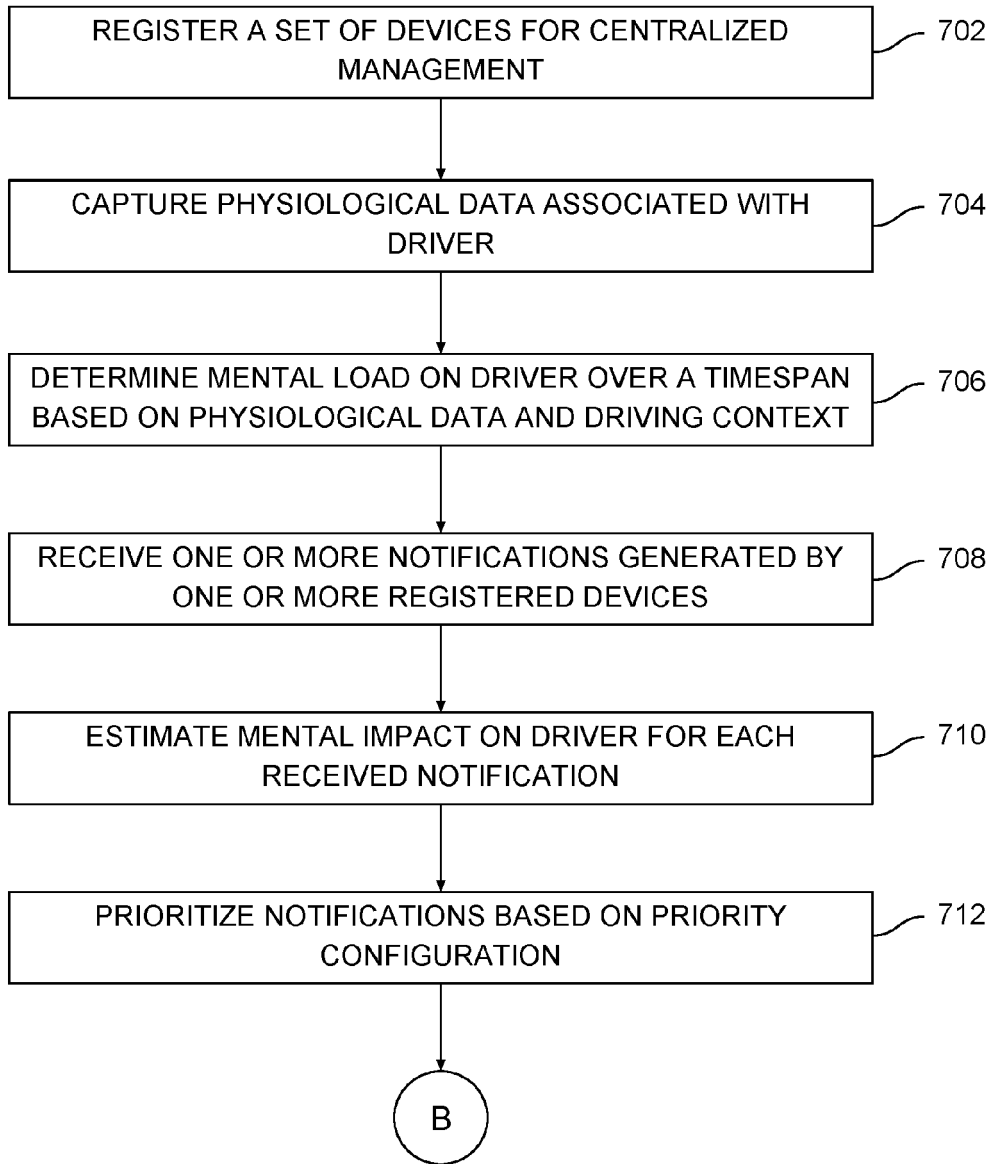 REGISTER A SET OF DEVICES FOR CENTRALIZED
MANAGEMENT
702
CAPTURE PHYSIOLOGICAL DATA ASSOCIATED WITH
DRIVER
704
DETERMINE MENTAL LOAD ON DRIVER OVER A TIMESPAN
BASED ON PHYSIOLOGICAL DATA AND DRIVING CONTEXT
706
RECEIVE ONE OR MORE NOTIFICATIONS GENERATED BY
ONE OR MORE REGISTERED DEVICES
708
ESTIMATE MENTAL IMPACT ON DRIVER FOR EACH
RECEIVED NOTIFICATION
710
PRIORITIZE NOTIFICATIONS BASED ON PRIORITY
CONFIGURATION
712
B